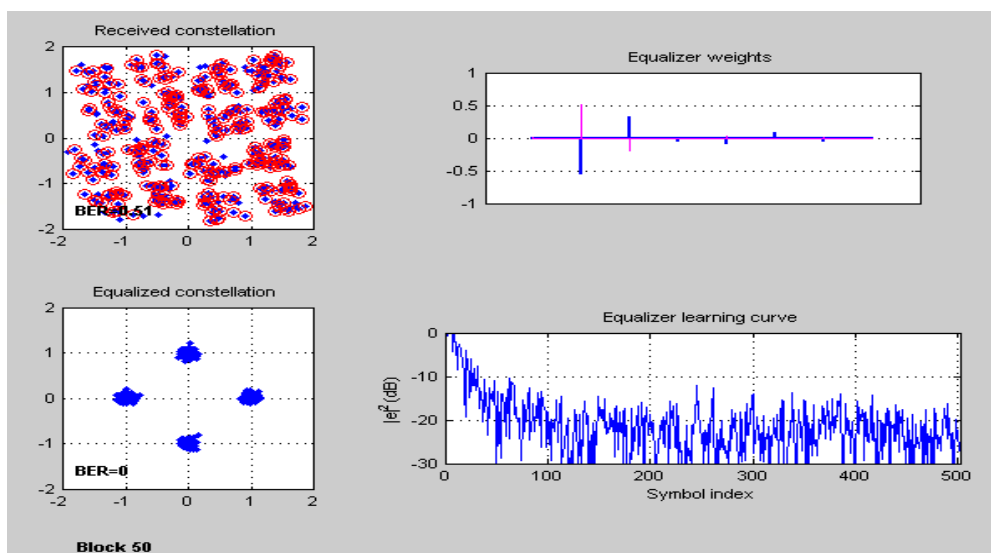 Received constellation
2
1
0
-1
-2
BER=0.51
-2 -1 0 1 2
Equalizer weights
1
0.5
0
-0.5
-1
Equalized constellation
2
1
0
-1
-2
BER=0
-2 -1 0 1 2
Equalizer learning curve
0
-10
-20
-30
|e|² (dB)
0 100 200 300 400 500
Symbol index
Block 50